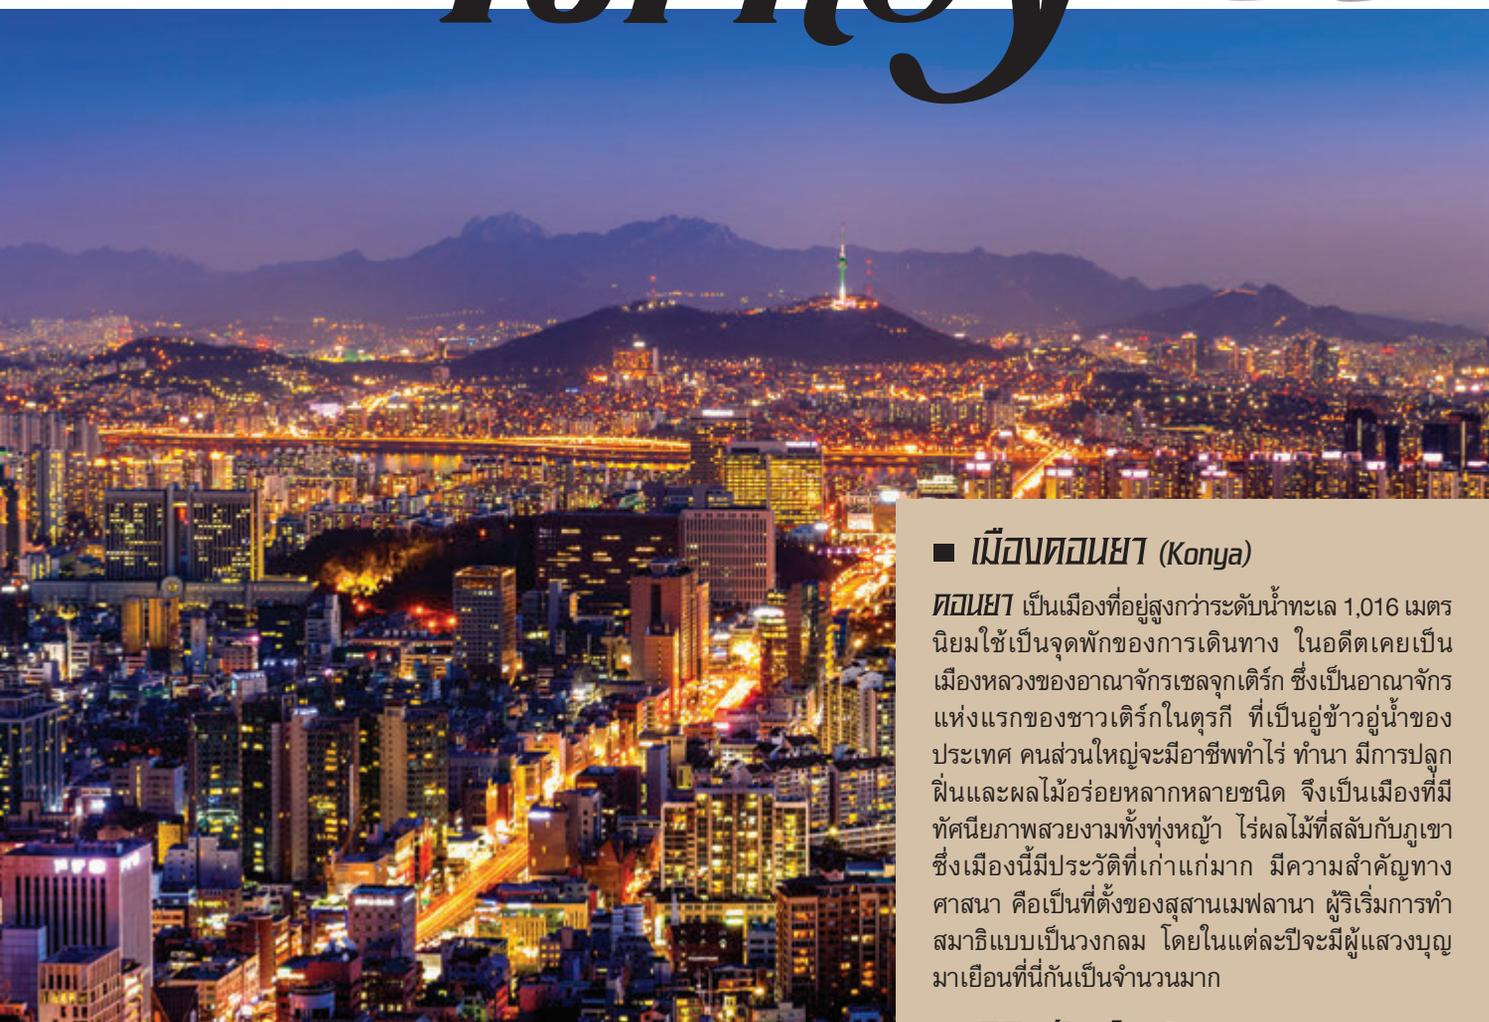 ■ เมืองคอนยา (Konya)
คอนยา เป็นเมืองที่อยู่สูงกว่าระดับน้ำทะเล 1,016 เมตร
นิยมใช้เป็นจุดพักของการเดินทาง ในอดีตเคยเป็น
เมืองหลวงของอาณาจักรเซลจุกเติร์ก ซึ่งเป็นอาณาจักร
แห่งแรกของชาวเติร์กในตุรกี ที่เป็นอู่ข้าวอู่น้ำของ
ประเทศ คนส่วนใหญ่จะมีอาชีพทำไร่ ทำนา มีการปลูก
ฝิ่นและผลไม้อร่อยหลากหลายชนิด จึงเป็นเมืองที่มี
ทัศนียภาพสวยงามทั้งทุ่งหญ้า ไร่ผลไม้ที่สลับกับภูเขา
ซึ่งเมืองนี้มีประวัติที่เก่าแก่มาก มีความสำคัญทาง
ศาสนา คือเป็นที่ตั้งของสุสานเมฟลานา ผู้ริเริ่มการทำ
สมาธิแบบเป็นวงกลม โดยในแต่ละปีจะมีผู้แสวงบุญ
มาเยือนที่นี่กันเป็นจำนวนมาก